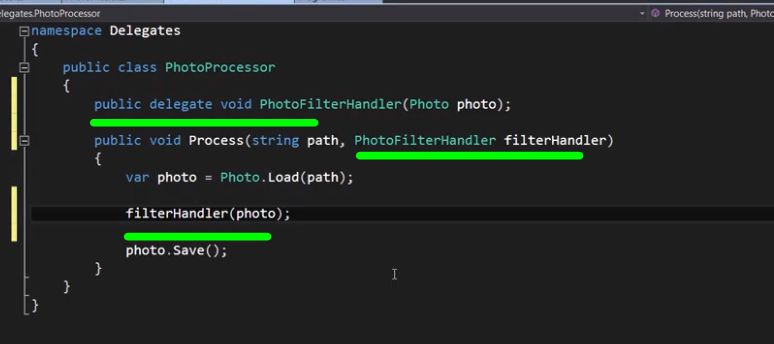 elegates.PhotoProcessor
Process(string path, Photo
namespace Delegates
{
public class PhotoProcessor
{
public delegate void PhotoFilterHandler(Photo photo);
public void Process(string path, PhotoFilterHandler filterHandler)
{
var photo = Photo.Load(path);
filterHandler(photo);
photo.Save();
}
}
}